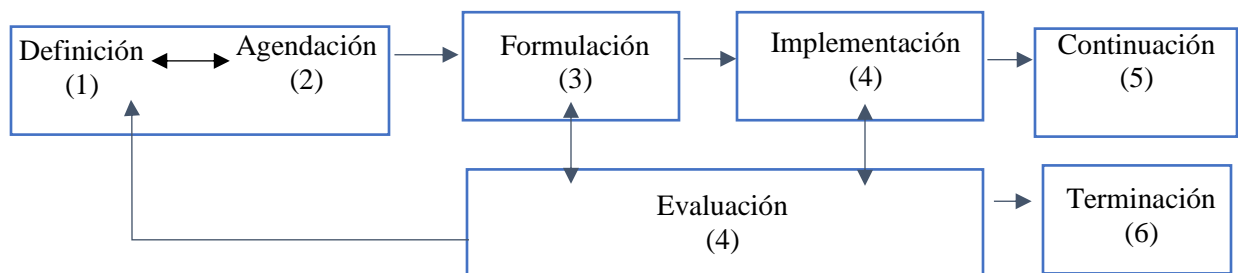 Definición
(1)
Agendación
(2)
Formulación
(3)
Implementación
(4)
Continuación
(5)
Evaluación
(4)
Terminación
(6)